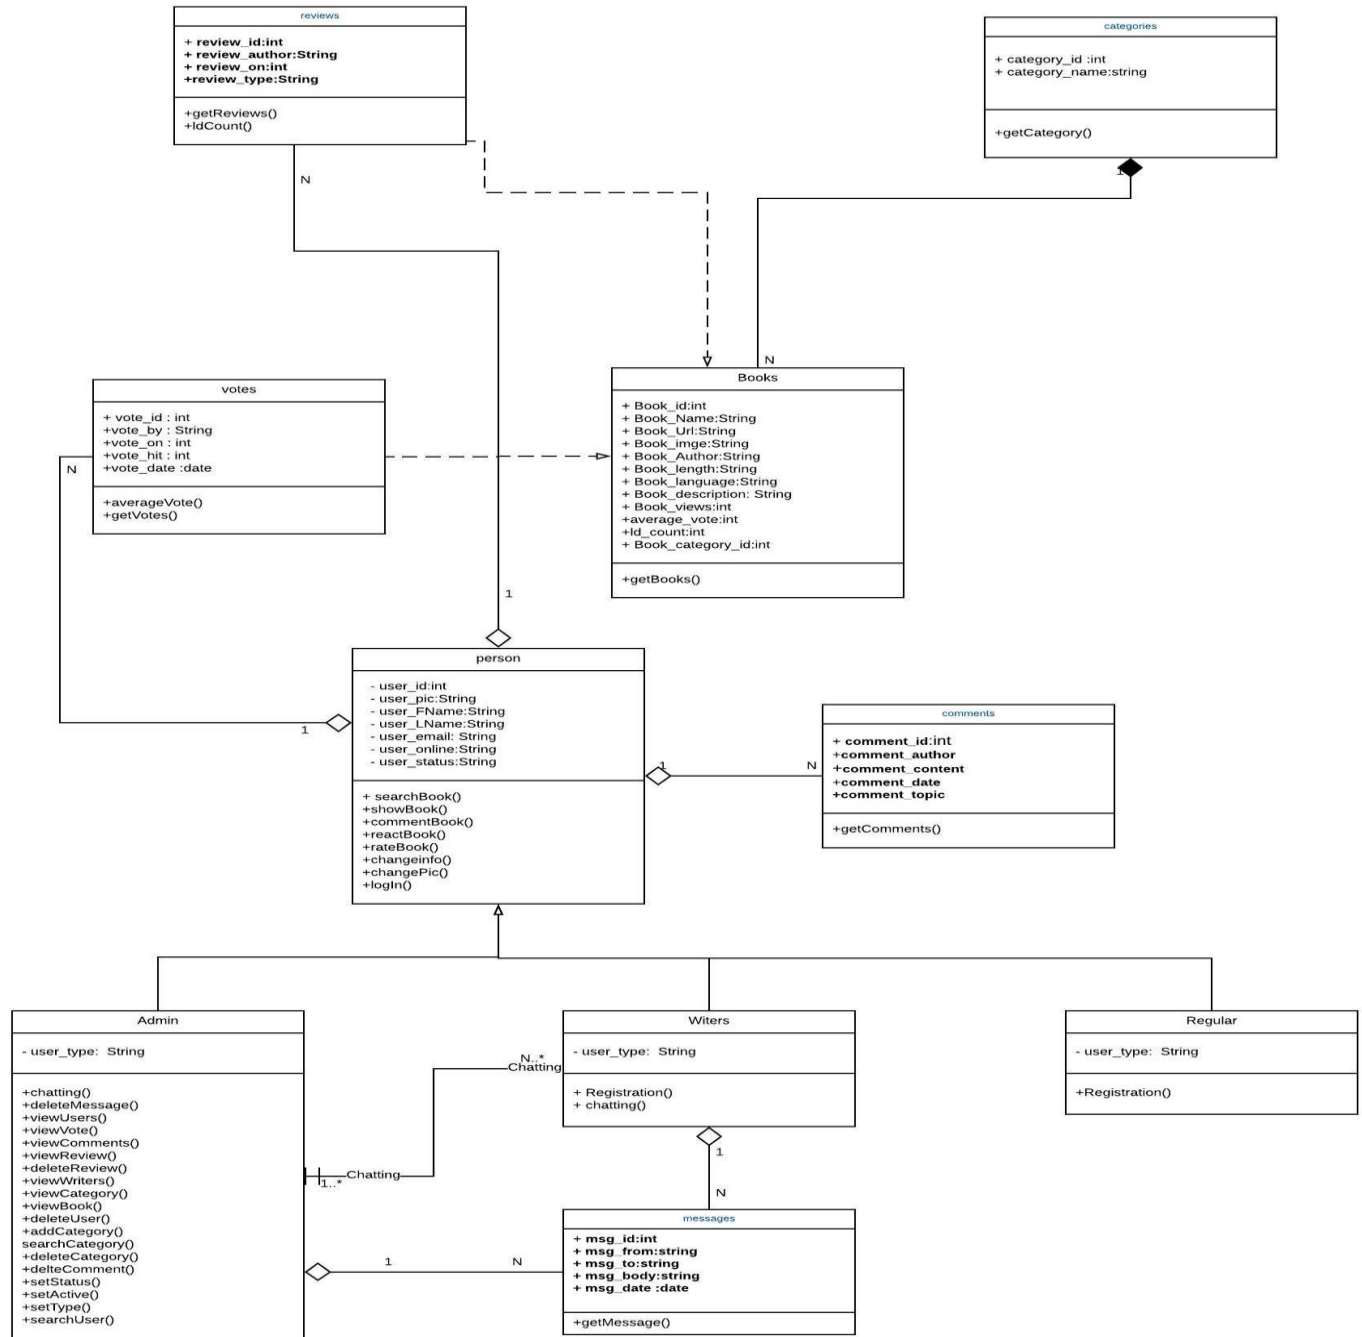 reviews
+ review_id:int
+ review_author:String
+ review_on:int
+review_type:String
+getReviews()
+ldCount()
N
categories
+ category_id :int
+ category_name:string
+getCategory()
1
N
Books
+ Book_id:int
+ Book_Name:String
+ Book_Url:String
+ Book_imge:String
+ Book_Author:String
+ Book_length:String
+ Book_language:String
+ Book_description: String
+ Book_views:int
+average_vote:int
+ld_count:int
+ Book_category_id:int
+getBooks()
votes
+ vote_id : int
+vote_by : String
+vote_on : int
+vote_hit : int
+vote_date :date
+averageVote()
+getVotes()
N
1
1
person
- user_id:int
- user_pic:String
- user_FName:String
- user_LName:String
- user_email: String
- user_online:String
- user_status:String
+ searchBook()
+showBook()
+commentBook()
+reactBook()
+rateBook()
+changeinfo()
+changePic()
+logIn()
1
N
comments
+ comment_id:int
+comment_author
+comment_content
+comment_date
+comment_topic
+getComments()
Admin
- user_type: String
+chatting()
+deleteMessage()
+viewUsers()
+viewVote()
+viewComments()
+viewReview()
+deleteReview()
+viewWriters()
+viewCategory()
+viewBook()
+deleteUser()
+addCategory()
searchCategory()
+deleteCategory()
+delteComment()
+setStatus()
+setActive()
+setType()
+searchUser()
N..*
Chatting
Chatting
1..*
Witers
- user_type: String
+ Registration()
+ chatting()
1
N
Regular
- user_type: String
+Registration()
1
N
messages
+ msg_id:int
+ msg_from:string
+ msg_to:string
+ msg_body:string
+ msg_date :date
+getMessage()